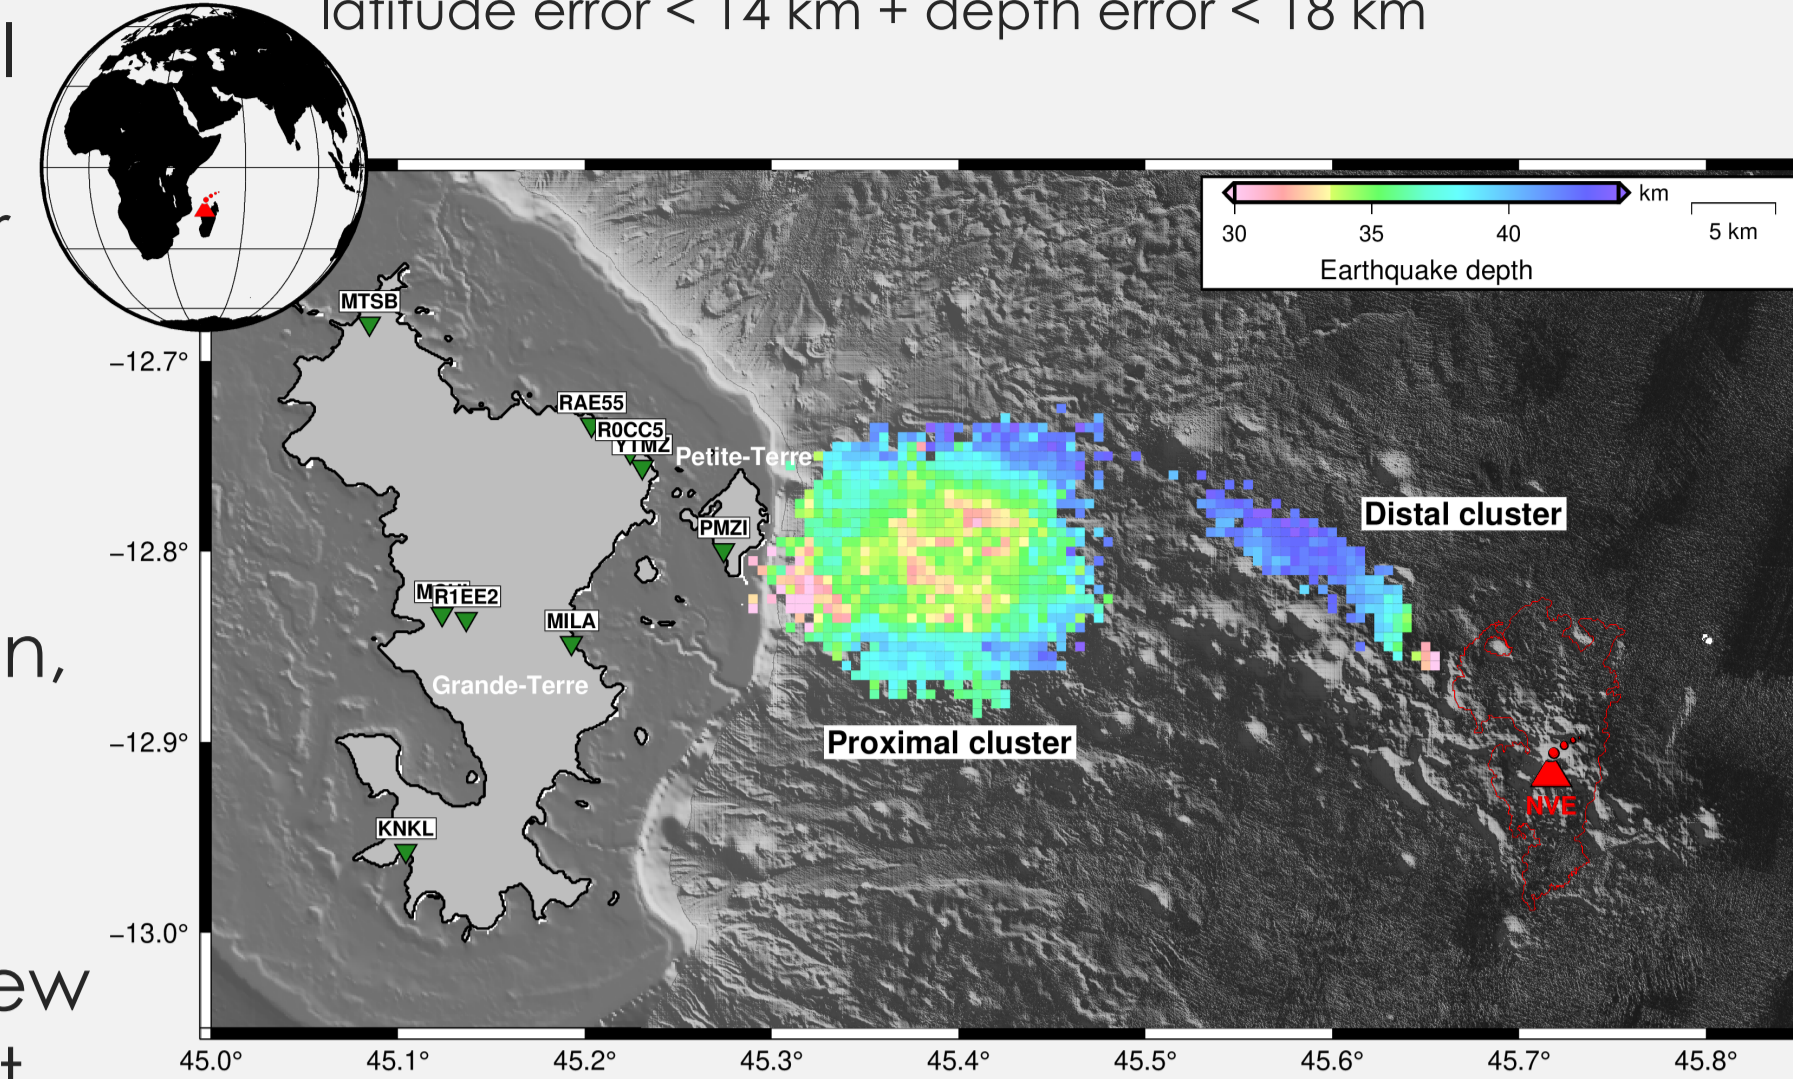 latitude error < 14 km + depth error < 18 km
km
30 35 40
5 km
Earthquake depth
MTSB
−12.7°
RAE55
R0CC5
YTMZ
Petite-Terre
Distal cluster
PMZI
−12.8°
R1EE2
MILA
n,
Grande-Terre
−12.9°
Proximal cluster
NVE
KNKL
−13.0°
ew
45.0° 45.1° 45.2° 45.3° 45.4° 45.5° 45.6° 45.7° 45.8°